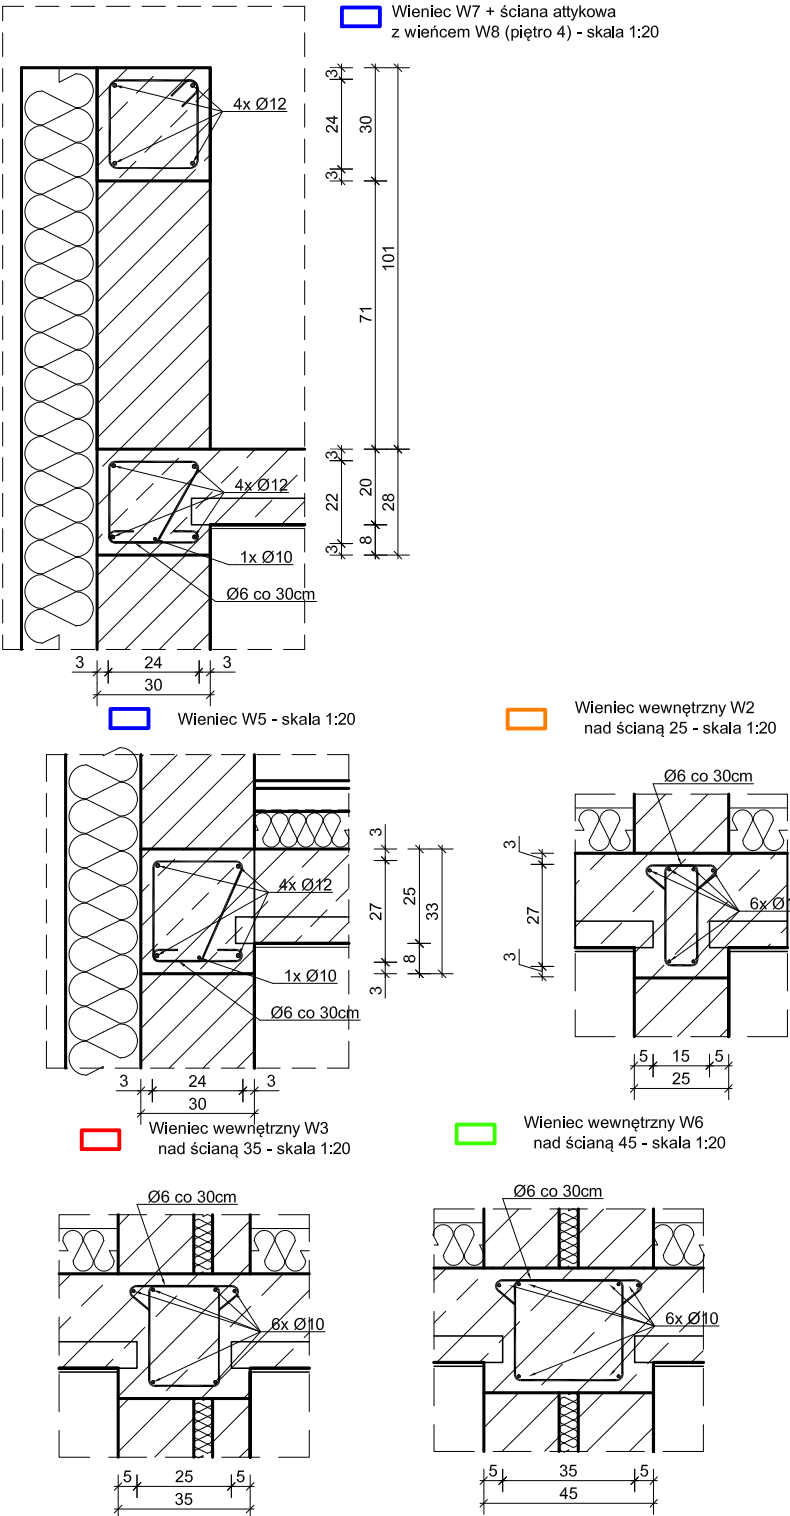 Wieniec W7 + ściana attykowa
z wieńcem W8 (piętro 4) - skala 1:20
4x Ø12
3
24
3
30
71
101
4x Ø12
1x Ø10
Ø6 co 30cm
3
22
3
20
8
28
3
24
3
30
Wieniec W5 - skala 1:20
4x Ø12
1x Ø10
Ø6 co 30cm
3
27
3
25
8
33
3
24
3
30
Wieniec wewnętrzny W2
nad ścianą 25 - skala 1:20
Ø6 co 30cm
3
27
3
5
15
5
25
Wieniec wewnętrzny W3
nad ścianą 35 - skala 1:20
Ø6 co 30cm
6x Ø10
5
25
5
35
Wieniec wewnętrzny W6
nad ścianą 45 - skala 1:20
Ø6 co 30cm
6x Ø10
5
35
5
45